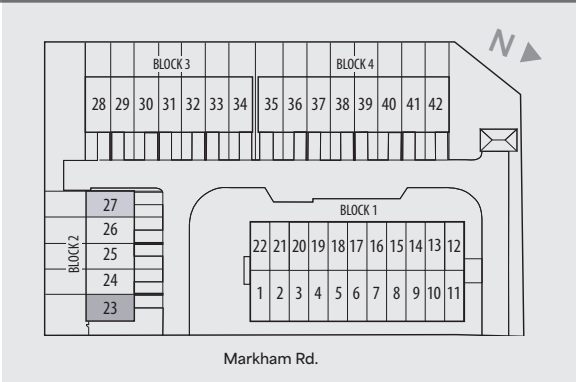 N
BLOCK 3 BLOCK 4
28 29 30 31 32 33 34 35 36 37 38 39 40 41 42
BLOCK 2
27
26
25
24
23
BLOCK 1
22 21 20 19 18 17 16 15 14 13 12
1 2 3 4 5 6 7 8 9 10 11
Markham Rd.